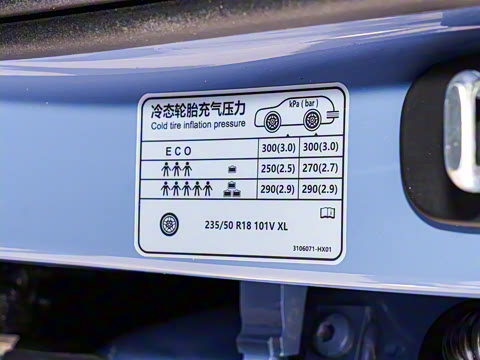 冷态轮胎充气压力
Cold tire inflation pressure
kPa ( bar )
ECO 300(3.0) 300(3.0)
250(2.5) 270(2.7)
290(2.9) 290(2.9)
235/50 R18 101V XL
3106071-HX01